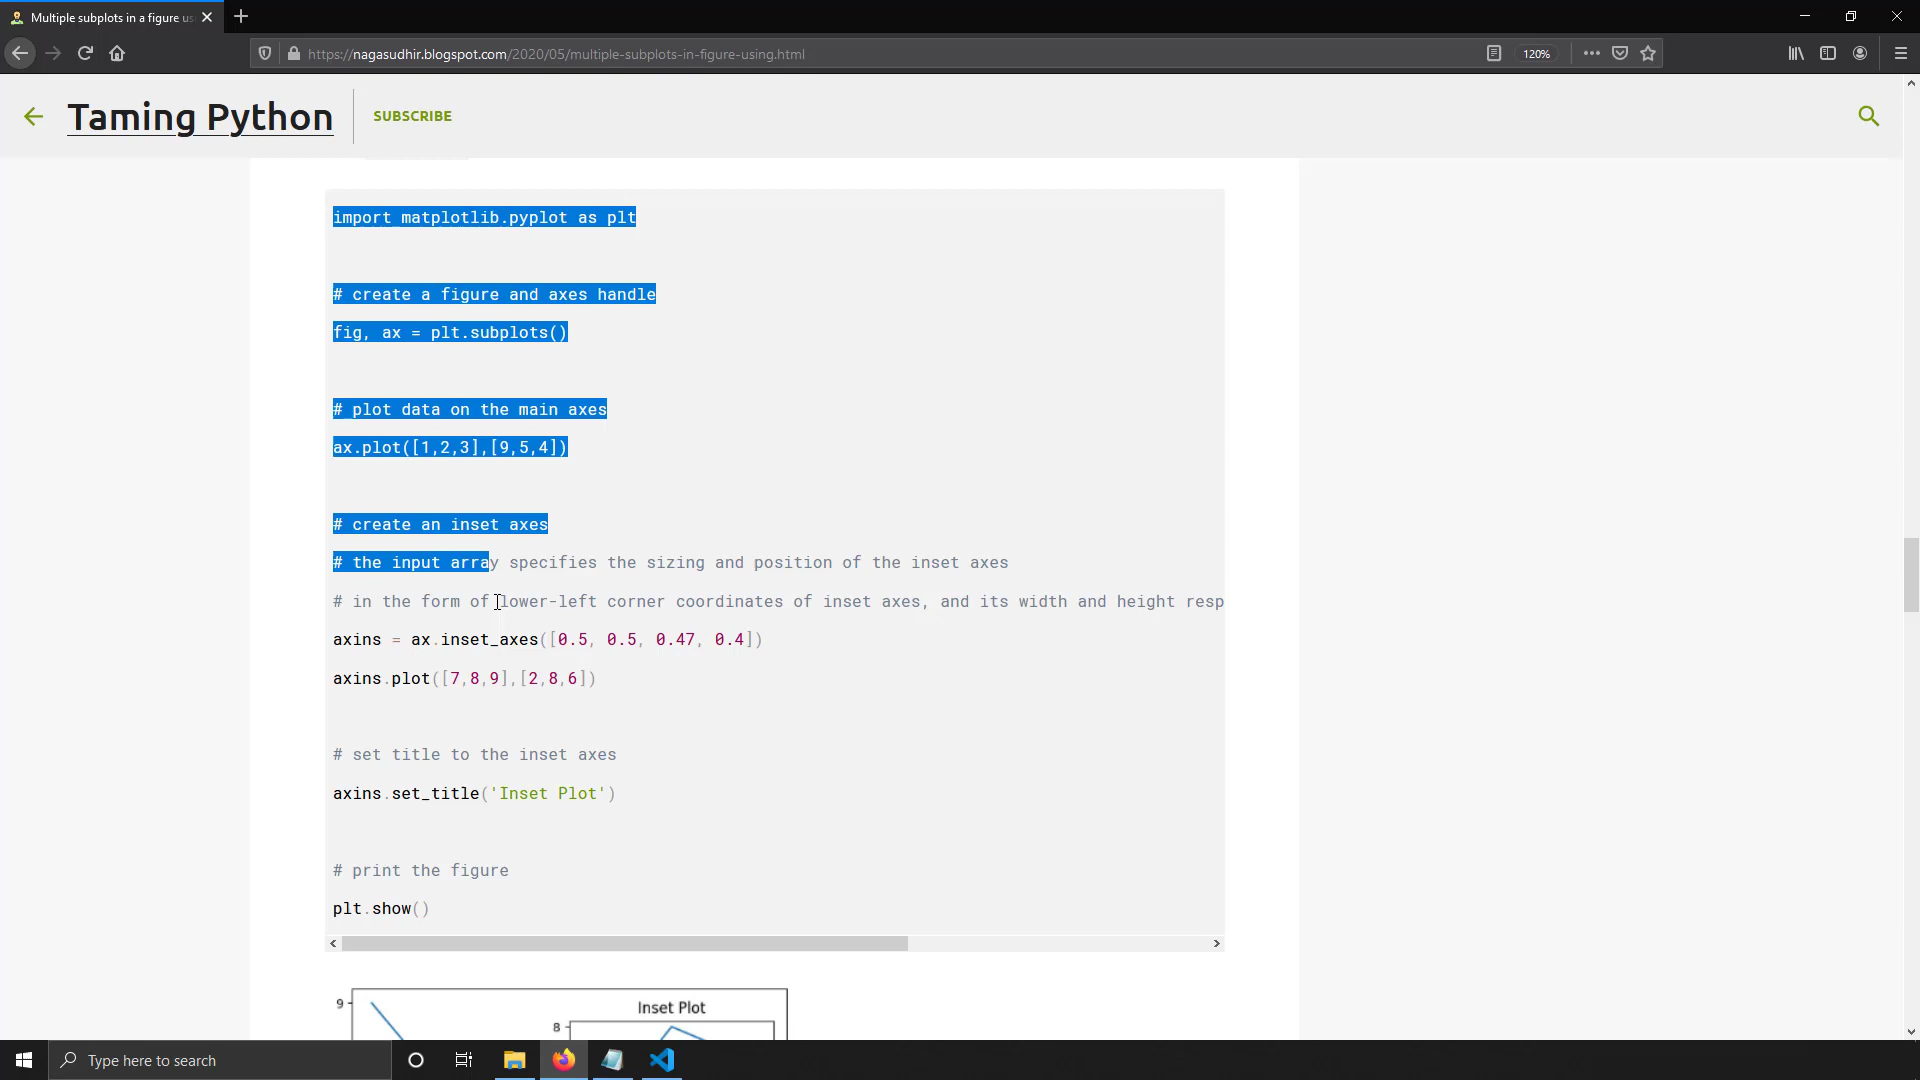 Multiple subplots in a figure us
https://nagasudhir.blogspot.com/2020/05/multiple-subplots-in-figure-using.html
120%
Taming Python
SUBSCRIBE
import matplotlib.pyplot as plt
# create a figure and axes handle
fig, ax = plt.subplots()
# plot data on the main axes
ax.plot([1,2,3],[9,5,4])
# create an inset axes
# the input array specifies the sizing and position of the inset axes
# in the form of lower-left corner coordinates of inset axes, and its width and height resp
axins = ax.inset_axes([0.5, 0.5, 0.47, 0.4])
axins.plot([7,8,9],[2,8,6])
# set title to the inset axes
axins.set_title('Inset Plot')
# print the figure
plt.show()
9
Inset Plot
8
Type here to search